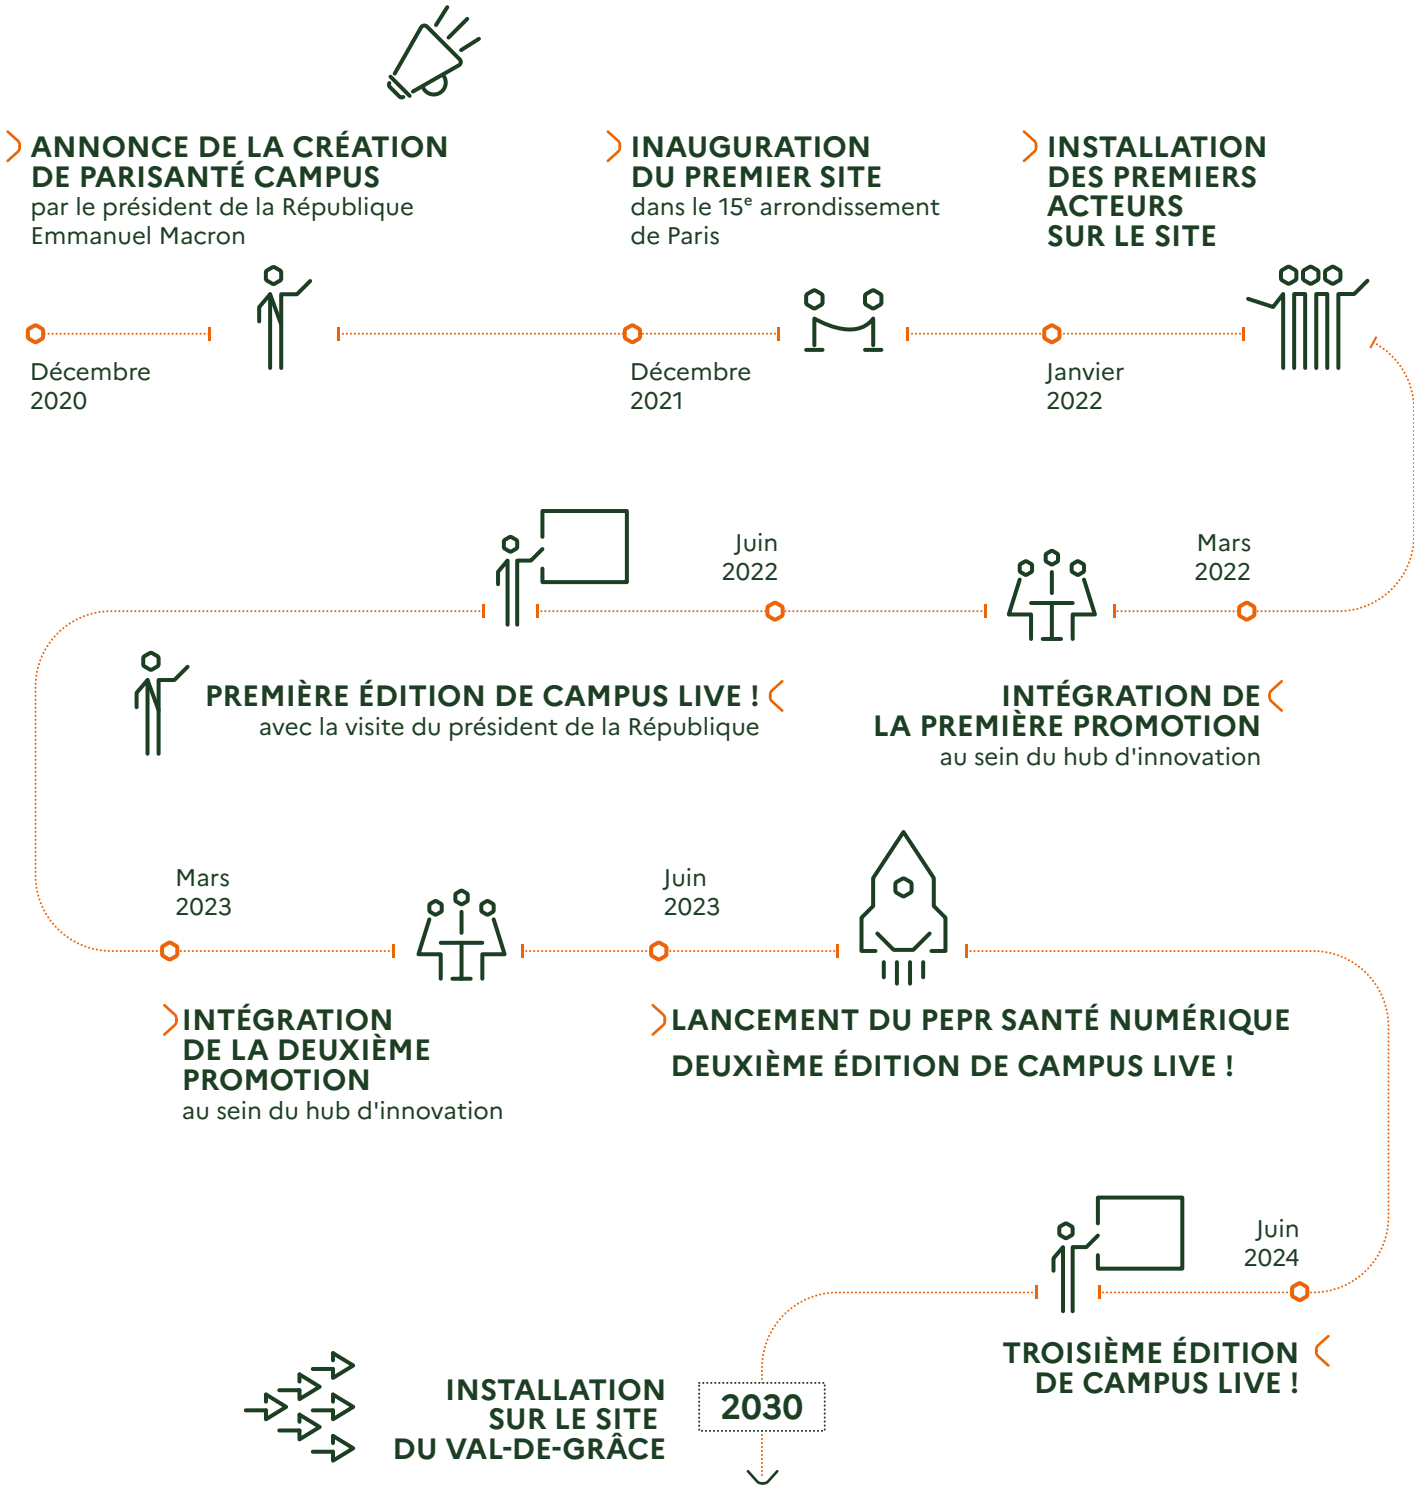 ANNONCE DE LA CRÉATION
DE PARISANTÉ CAMPUS
par le président de la République
Emmanuel Macron
Décembre
2020
INAUGURATION
DU PREMIER SITE
dans le 15ᵉ arrondissement
de Paris
Décembre
2021
INSTALLATION
DES PREMIERS
ACTEURS
SUR LE SITE
Janvier
2022
Mars
2022
INTÉGRATION DE
LA PREMIÈRE PROMOTION
au sein du hub d'innovation
Juin
2022
PREMIÈRE ÉDITION DE CAMPUS LIVE !
avec la visite du président de la République
Mars
2023
INTÉGRATION
DE LA DEUXIÈME
PROMOTION
au sein du hub d'innovation
Juin
2023
LANCEMENT DU PEPR SANTÉ NUMÉRIQUE
DEUXIÈME ÉDITION DE CAMPUS LIVE !
Juin
2024
TROISIÈME ÉDITION
DE CAMPUS LIVE !
INSTALLATION
SUR LE SITE
DU VAL-DE-GRÂCE
2030